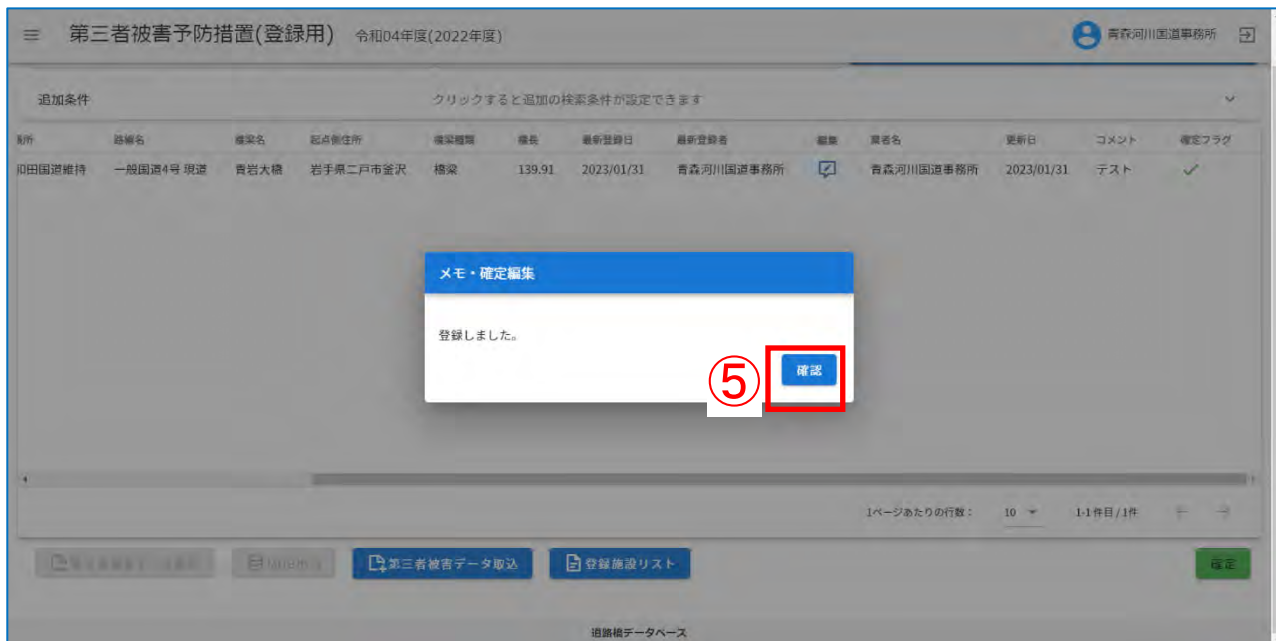 第三者被害予防措置(登録用) 令和04年度(2022年度) 青森河川国道事務所
追加条件 クリックすると追加の検索条件が設定できます
路線名 橋梁名 起点側住所 橋梁種類 橋長 最新登録日 最新登録者 編集 業者名 更新日 コメント 確定フラグ
和田国道維持 一般国道4号 現道 青岩大橋 岩手県二戸市釜沢 橋梁 139.91 2023/01/31 青森河川国道事務所 青森河川国道事務所 2023/01/31 テスト
メモ・確定編集
登録しました。
⑤ 確認
1ページあたりの行数： 10 1-1 件目 / 1件
第三者被害データ取込 登録施設リスト 確定
道路橋データベース